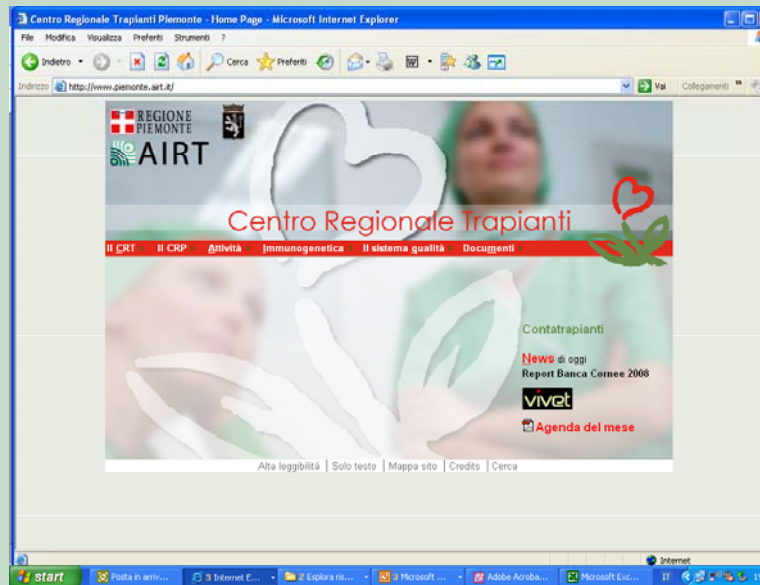 Centro Regionale Trapianti Piemonte - Home Page - Microsoft Internet Explorer
File Modifica Visualizza Preferiti Strumenti ?
Indietro Cerca Preferiti
Indirizzo http://www.piemonte.airt.it/ Vai Collegamenti
REGIONE
PIEMONTE
AIRT
Centro Regionale Trapianti
Il CRT Il CRP Attività Immunogenetica Il sistema qualità Documenti
Contatrapianti
News di oggi
Report Banca Cornee 2008
vivet
Agenda del mese
Alta leggibilità | Solo testo | Mappa sito | Credits | Cerca
Internet
start Posta in arriv... 3 Internet E... 2 Esplora ris... 3 Microsoft ... Adobe Acroba... Microsoft Exc... IT